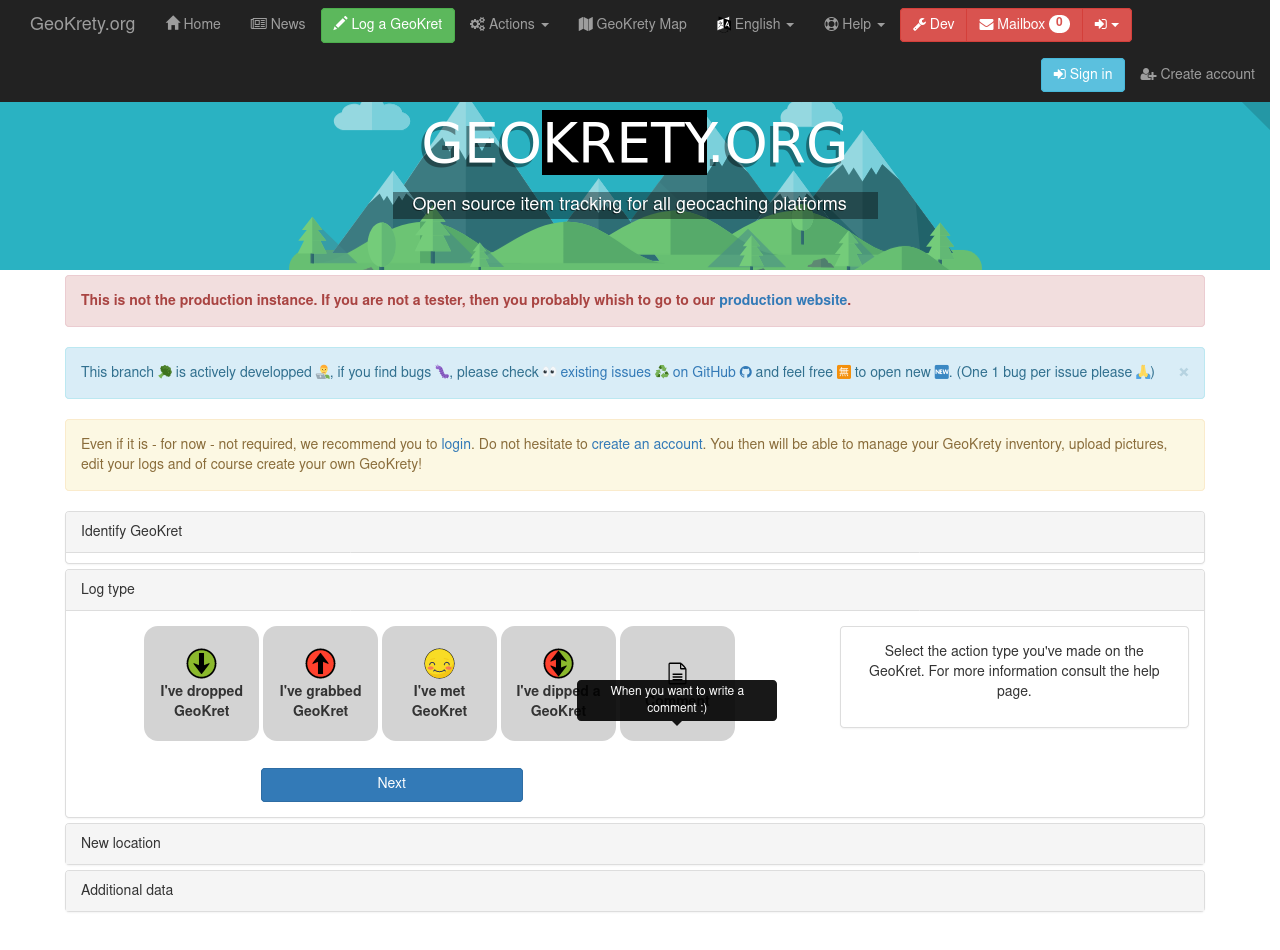 GeoKrety.org Home News Log a GeoKret Actions GeoKrety Map English Help Dev Mailbox 0
Sign in Create account
GEOKRETY.ORG
Open source item tracking for all geocaching platforms
This is not the production instance. If you are not a tester, then you probably whish to go to our production website.
This branch 🌳 is actively developped 👨‍💻, if you find bugs 🐛, please check 👀 existing issues ♻ on GitHub and feel free 🈚 to open new 🆕. (One 1 bug per issue please 🙏) ×
Even if it is - for now - not required, we recommend you to login. Do not hesitate to create an account. You then will be able to manage your GeoKrety inventory, upload pictures,
edit your logs and of course create your own GeoKrety!
Identify GeoKret
Log type
I've dropped
GeoKret
I've grabbed
GeoKret
I've met
GeoKret
I've dipped a
GeoKret
When you want to write a
comment :)
Select the action type you've made on the
GeoKret. For more information consult the help
page.
Next
New location
Additional data